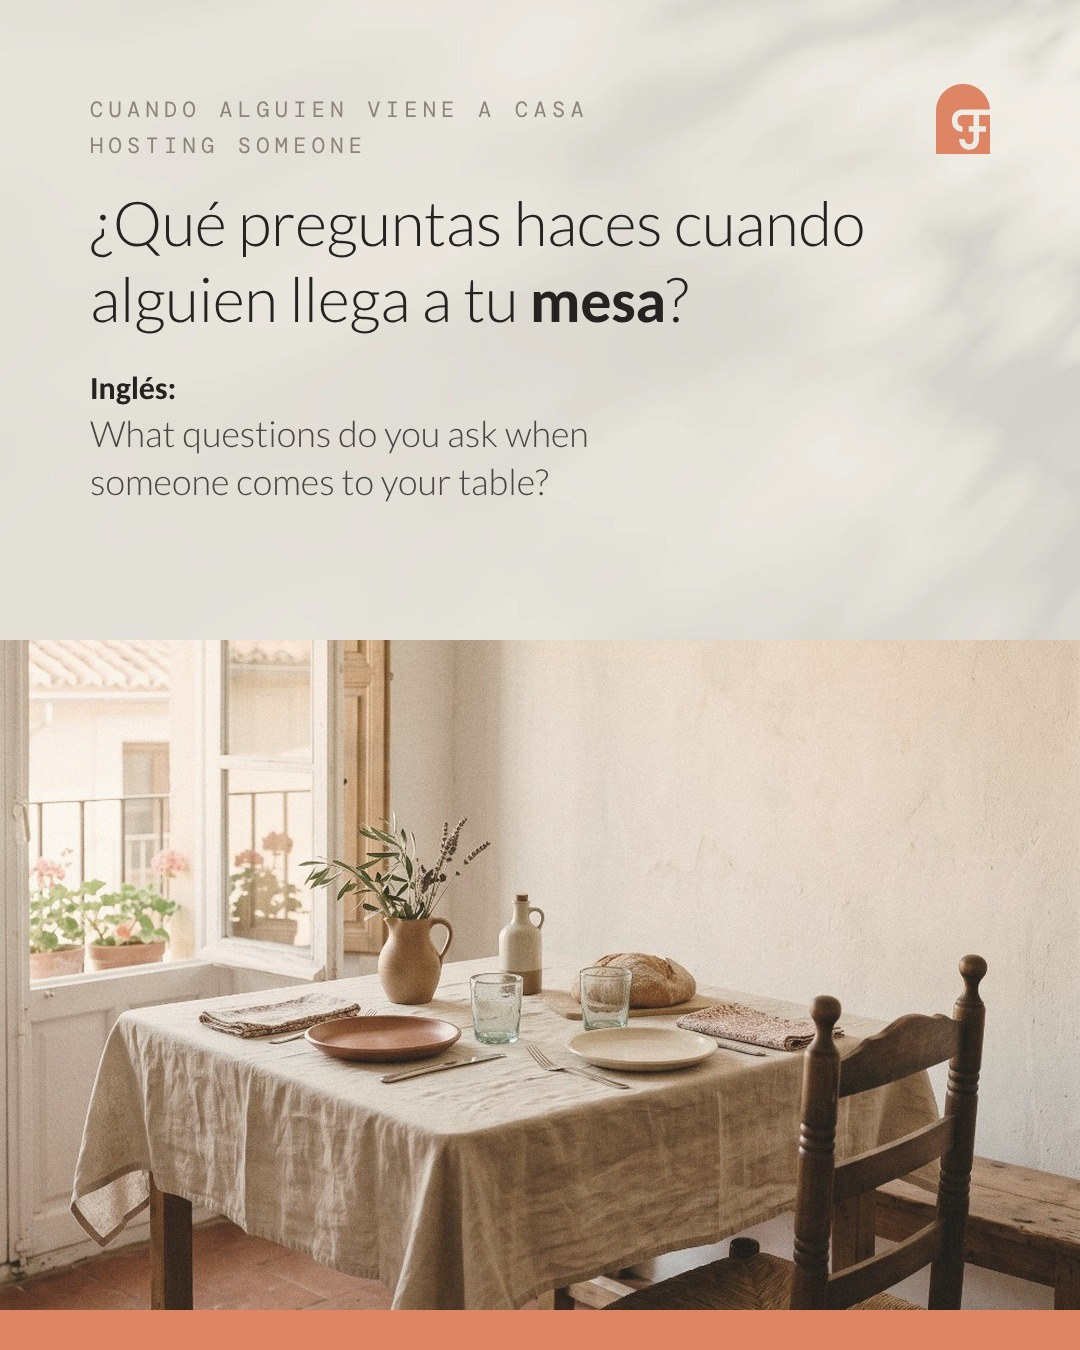 CUANDO ALGUIEN VIENE A CASA
HOSTING SOMEONE
¿Qué preguntas haces cuando
alguien llega a tu mesa?
Inglés:
What questions do you ask when
someone comes to your table?